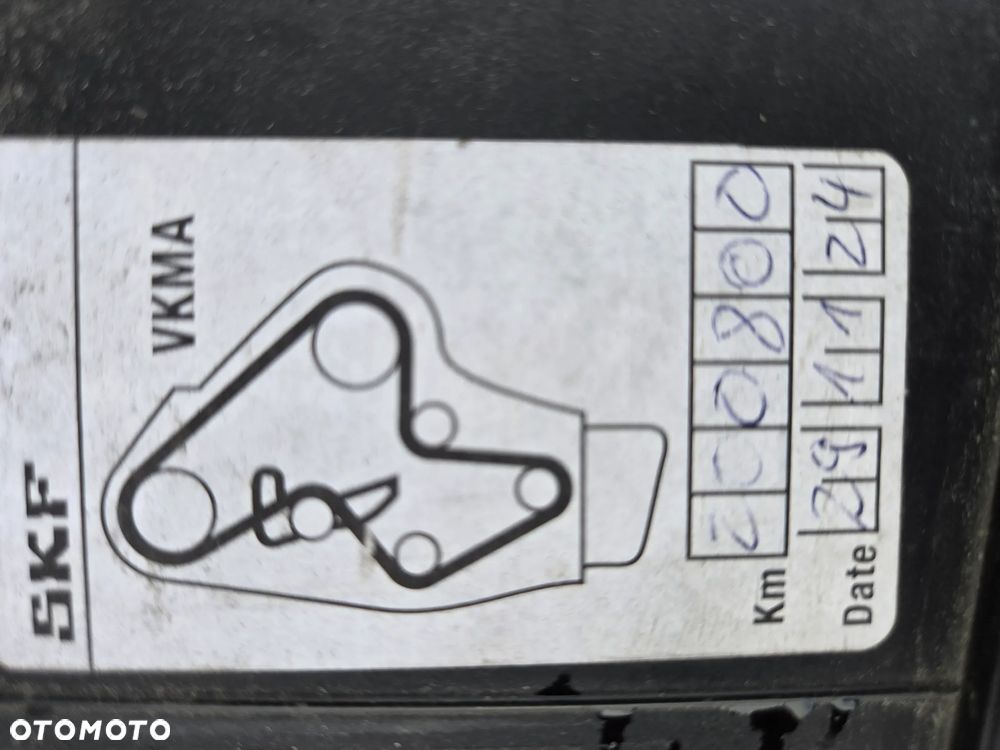 SKF
VKMA
Km 200800
Date 29 11 24
OTOMOTO